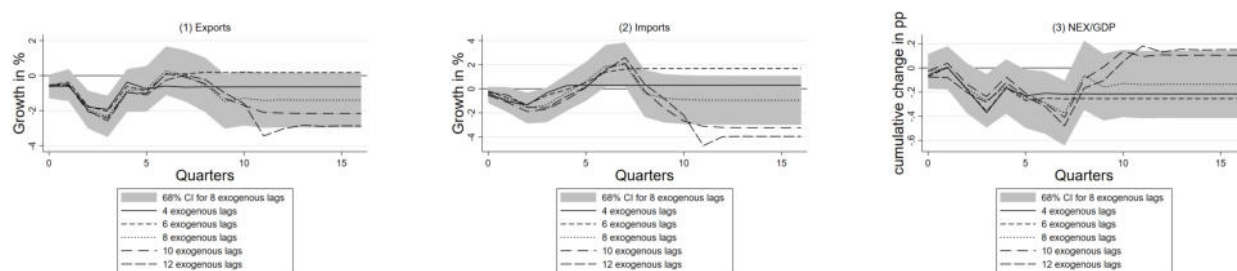 (1) Exports
Growth in %
2
0
-2
-4
0 5 10 15
Quarters
68% CI for 8 exogenous lags
4 exogenous lags
6 exogenous lags
8 exogenous lags
10 exogenous lags
12 exogenous lags
(2) Imports
Growth in %
4
2
0
-2
-4
0 5 10 15
Quarters
68% CI for 8 exogenous lags
4 exogenous lags
6 exogenous lags
8 exogenous lags
10 exogenous lags
12 exogenous lags
(3) NEX/GDP
cumulative change in pp
.2
0
-.2
-.4
-.6
0 5 10 15
Quarters
68% CI for 8 exogenous lags
4 exogenous lags
6 exogenous lags
8 exogenous lags
10 exogenous lags
12 exogenous lags